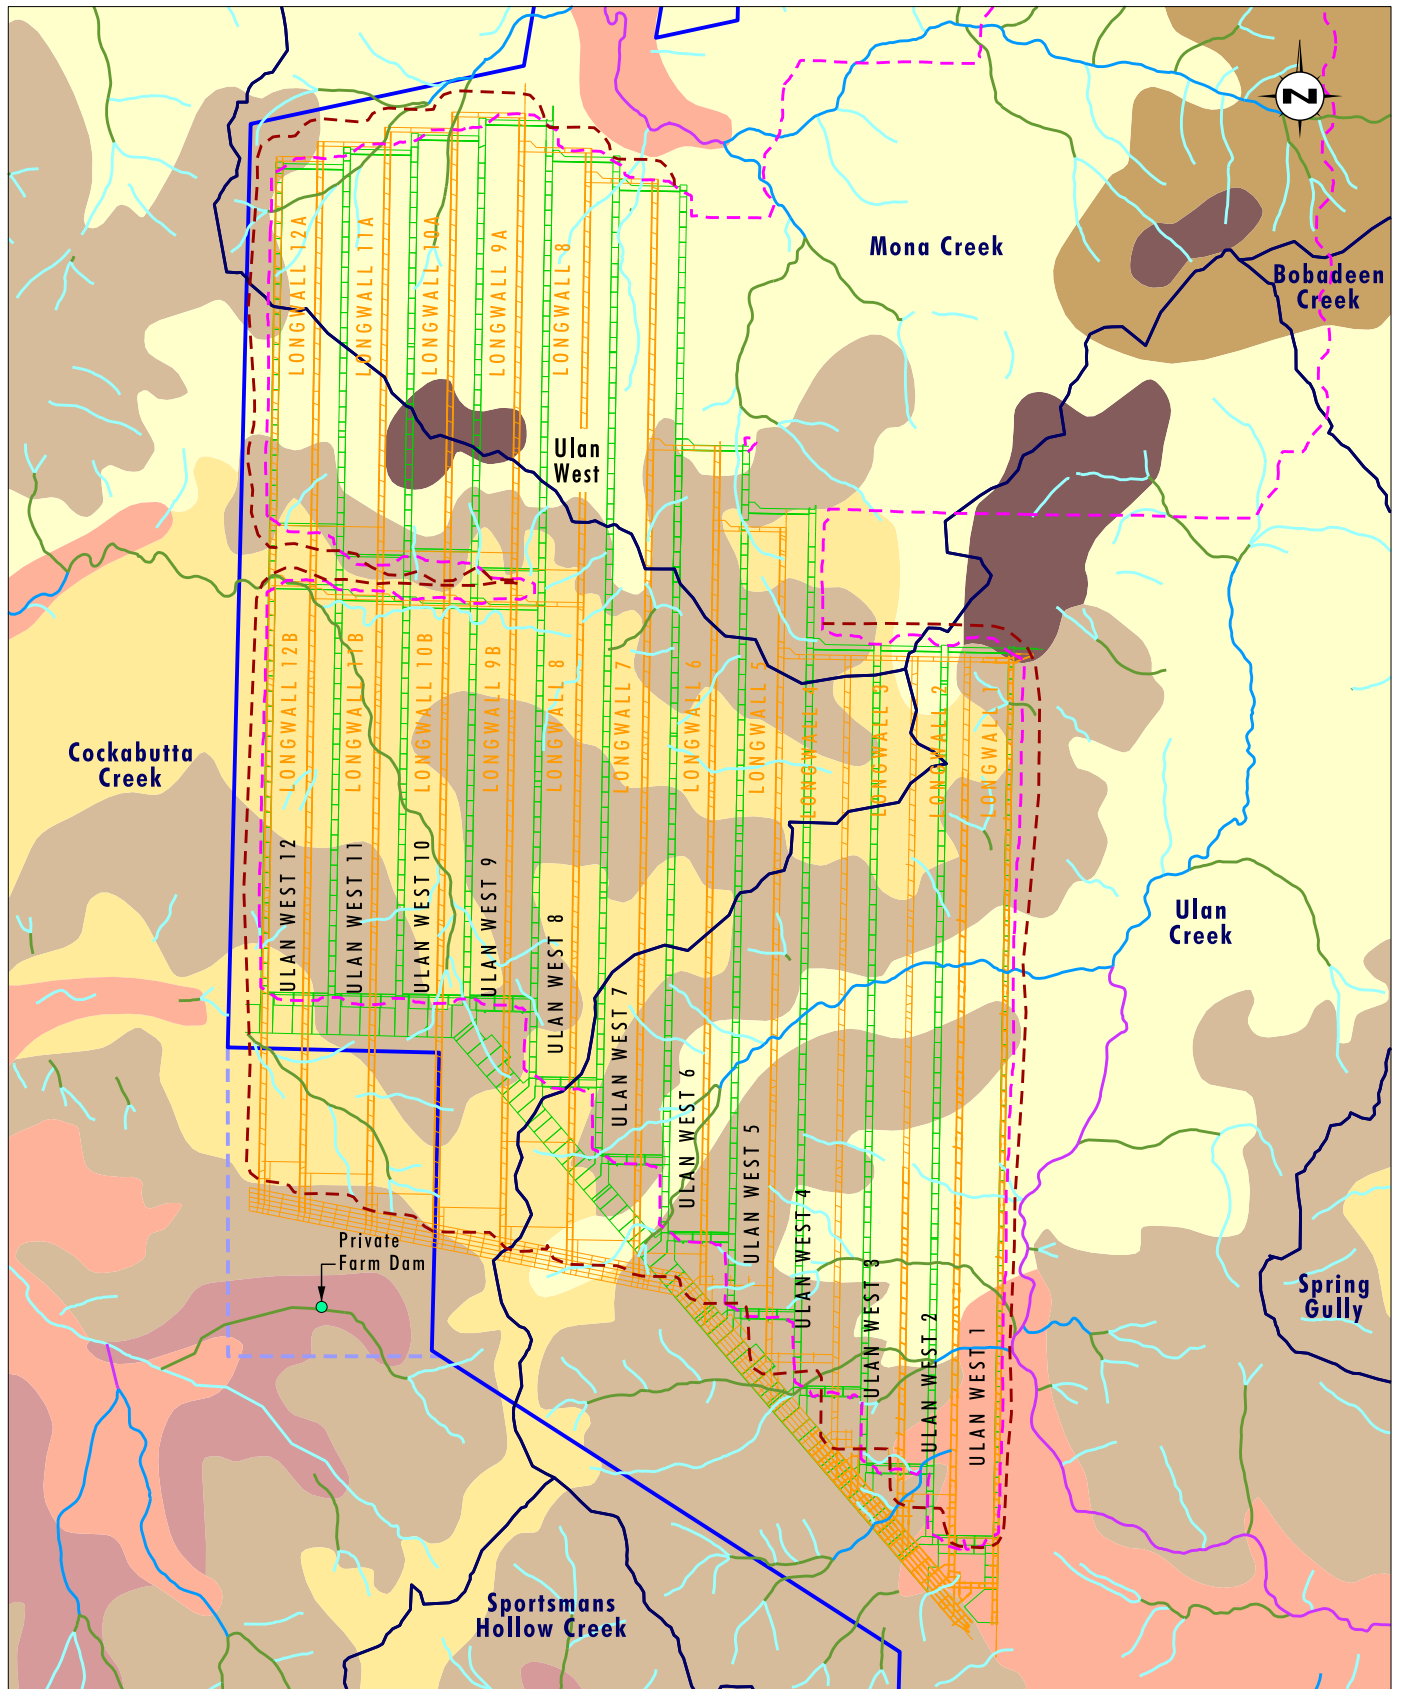 N
Mona Creek
Bobadeen
Creek
LONGWALL 12A
LONGWALL 11A
LONGWALL 10A
LONGWALL 9A
LONGWALL 8
Ulan
West
LONGWALL 12B
LONGWALL 11B
LONGWALL 10B
LONGWALL 9B
LONGWALL 8
LONGWALL 7
LONGWALL 6
LONGWALL 5
LONGWALL 4
LONGWALL 3
LONGWALL 2
LONGWALL 1
Cockabutta
Creek
ULAN WEST 12
ULAN WEST 11
ULAN WEST 10
ULAN WEST 9
ULAN WEST 8
ULAN WEST 7
ULAN WEST 6
ULAN WEST 5
ULAN WEST 4
ULAN WEST 3
ULAN WEST 2
ULAN WEST 1
Ulan
Creek
Private
Farm Dam
Spring
Gully
Sportsmans
Hollow Creek